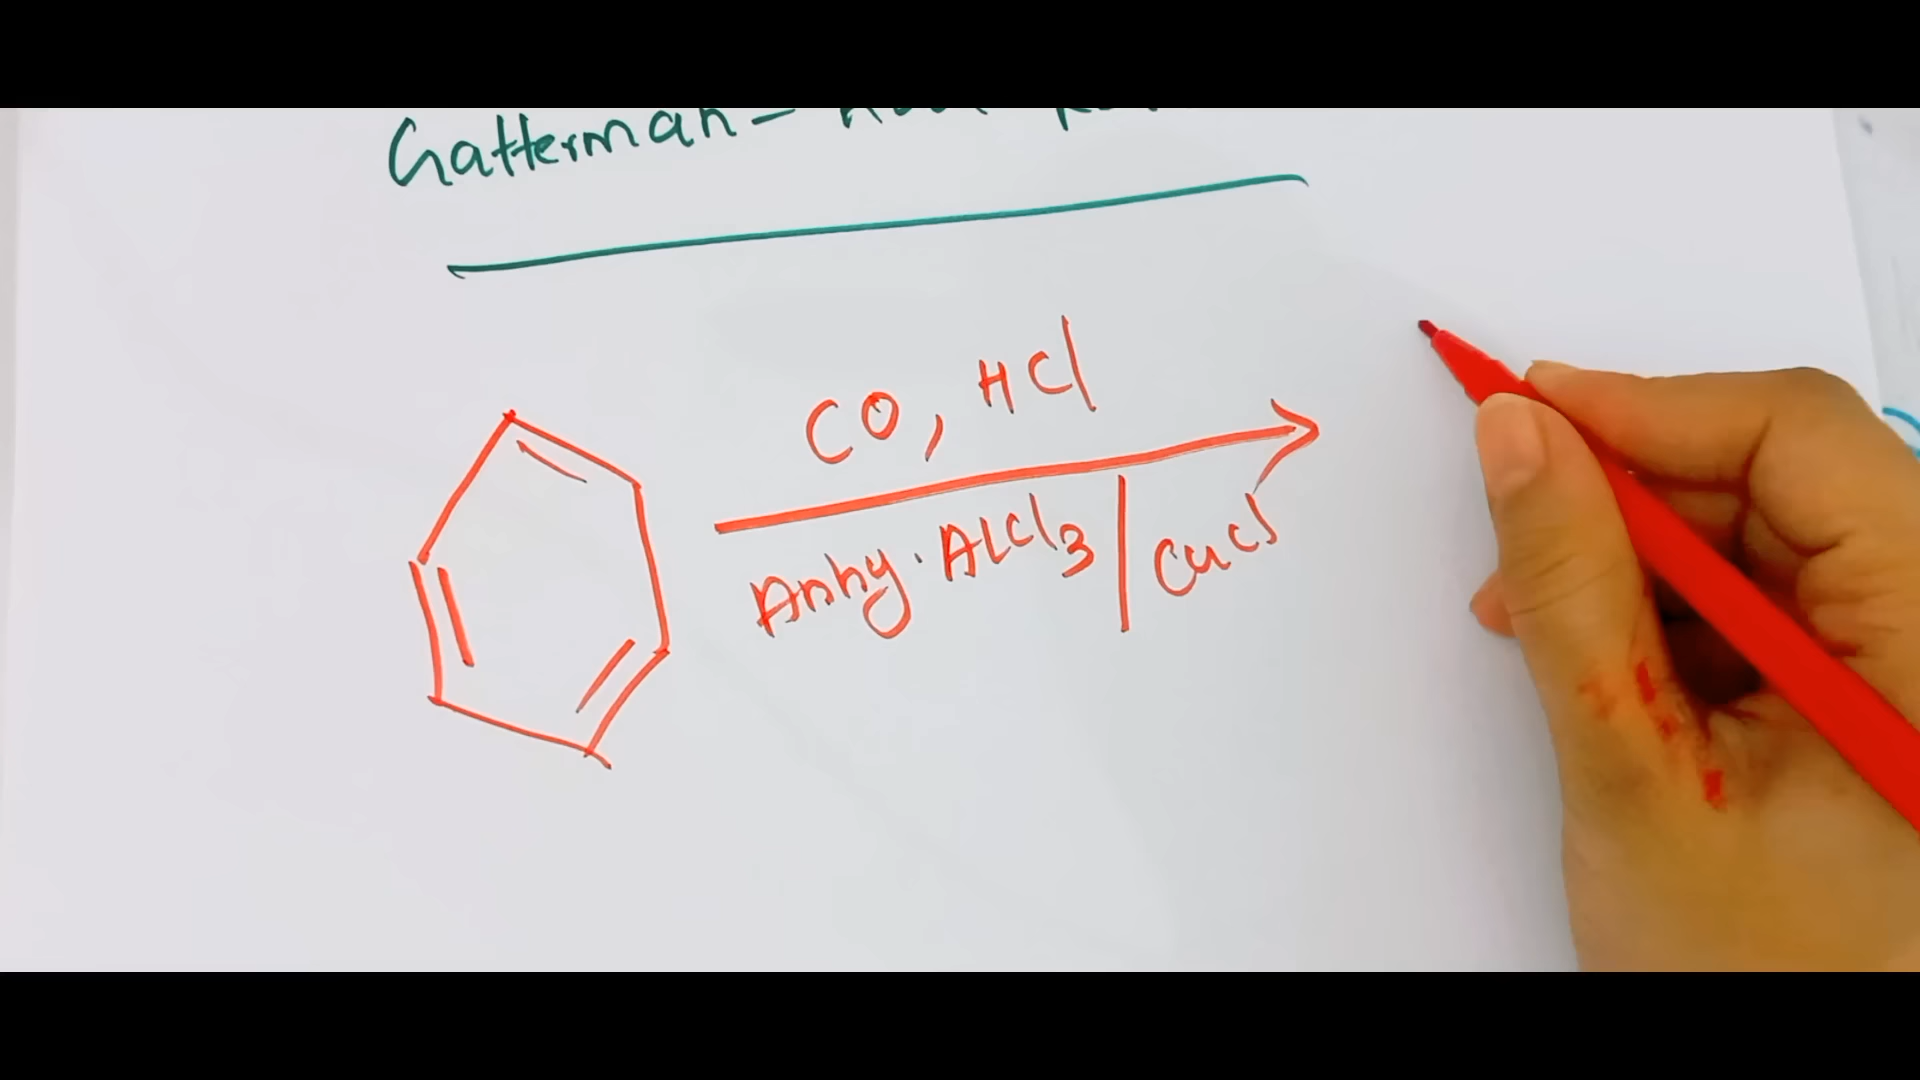 Gatterman -
CO, HCl
Anhy. AlCl3 / CuCl